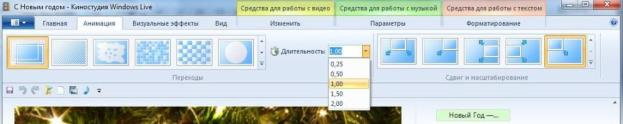 С Новым годом - Киностудия Windows Live
Средства для работы с видео
Средства для работы с музыкой
Средства для работы с текстом
Главная
Анимация
Визуальные эффекты
Вид
Изменить
Параметры
Форматирование
Длительность:
1,00
0,25
0,50
1,00
1,50
2,00
Переходы
Сдвиг и масштабирование
Новый Год —...